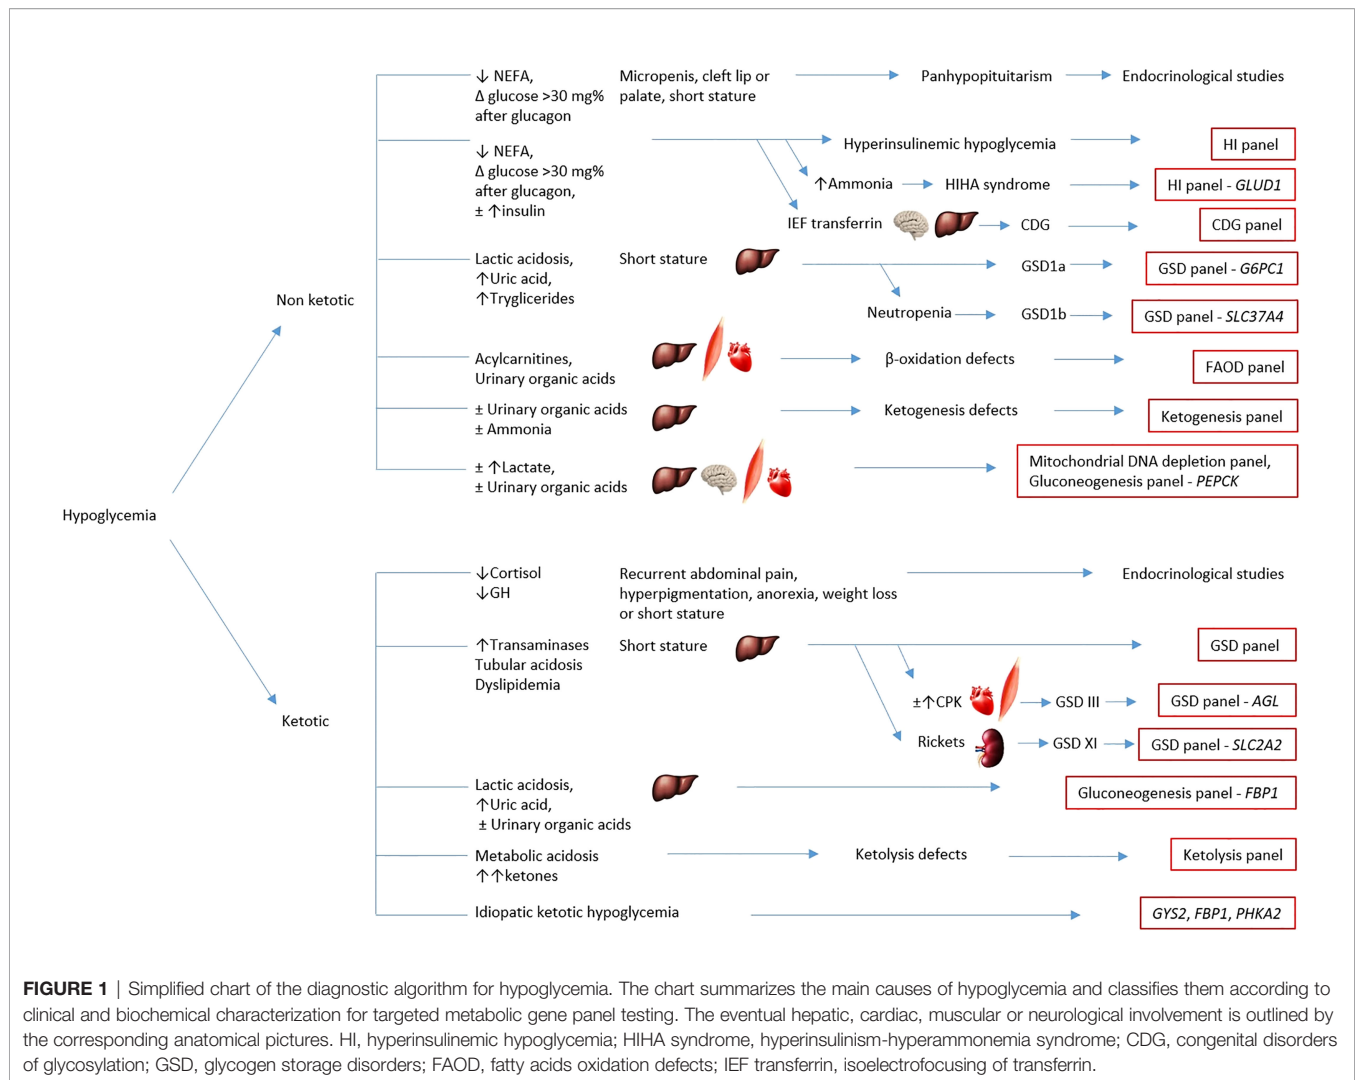 ↓ NEFA,
Δ glucose >30 mg%
after glucagon
Micropenis, cleft lip or
palate, short stature
Panhypopituitarism
Endocrinological studies
↓ NEFA,
Δ glucose >30 mg%
after glucagon,
± ↑insulin
Hyperinsulinemic hypoglycemia
HI panel
↑Ammonia
HIHA syndrome
HI panel - GLUD1
IEF transferrin
CDG
CDG panel
Lactic acidosis,
↑Uric acid,
↑Tryglicerides
Short stature
GSD1a
GSD panel - G6PC1
Neutropenia
GSD1b
GSD panel - SLC37A4
Non ketotic
Acylcarnitines,
Urinary organic acids
β-oxidation defects
FAOD panel
± Urinary organic acids
± Ammonia
Ketogenesis defects
Ketogenesis panel
± ↑Lactate,
± Urinary organic acids
Mitochondrial DNA depletion panel,
Gluconeogenesis panel - PEPCK
Hypoglycemia
↓Cortisol
↓GH
Recurrent abdominal pain,
hyperpigmentation, anorexia, weight loss
or short stature
Endocrinological studies
↑Transaminases
Tubular acidosis
Dyslipidemia
Short stature
GSD panel
±↑CPK
GSD III
GSD panel - AGL
Rickets
GSD XI
GSD panel - SLC2A2
Ketotic
Lactic acidosis,
↑Uric acid,
± Urinary organic acids
Gluconeogenesis panel - FBP1
Metabolic acidosis
↑↑ketones
Ketolysis defects
Ketolysis panel
Idiopatic ketotic hypoglycemia
GYS2, FBP1, PHKA2
FIGURE 1 | Simplified chart of the diagnostic algorithm for hypoglycemia. The chart summarizes the main causes of hypoglycemia and classifies them according to
clinical and biochemical characterization for targeted metabolic gene panel testing. The eventual hepatic, cardiac, muscular or neurological involvement is outlined by
the corresponding anatomical pictures. HI, hyperinsulinemic hypoglycemia; HIHA syndrome, hyperinsulinism-hyperammonemia syndrome; CDG, congenital disorders
of glycosylation; GSD, glycogen storage disorders; FAOD, fatty acids oxidation defects; IEF transferrin, isoelectrofocusing of transferrin.